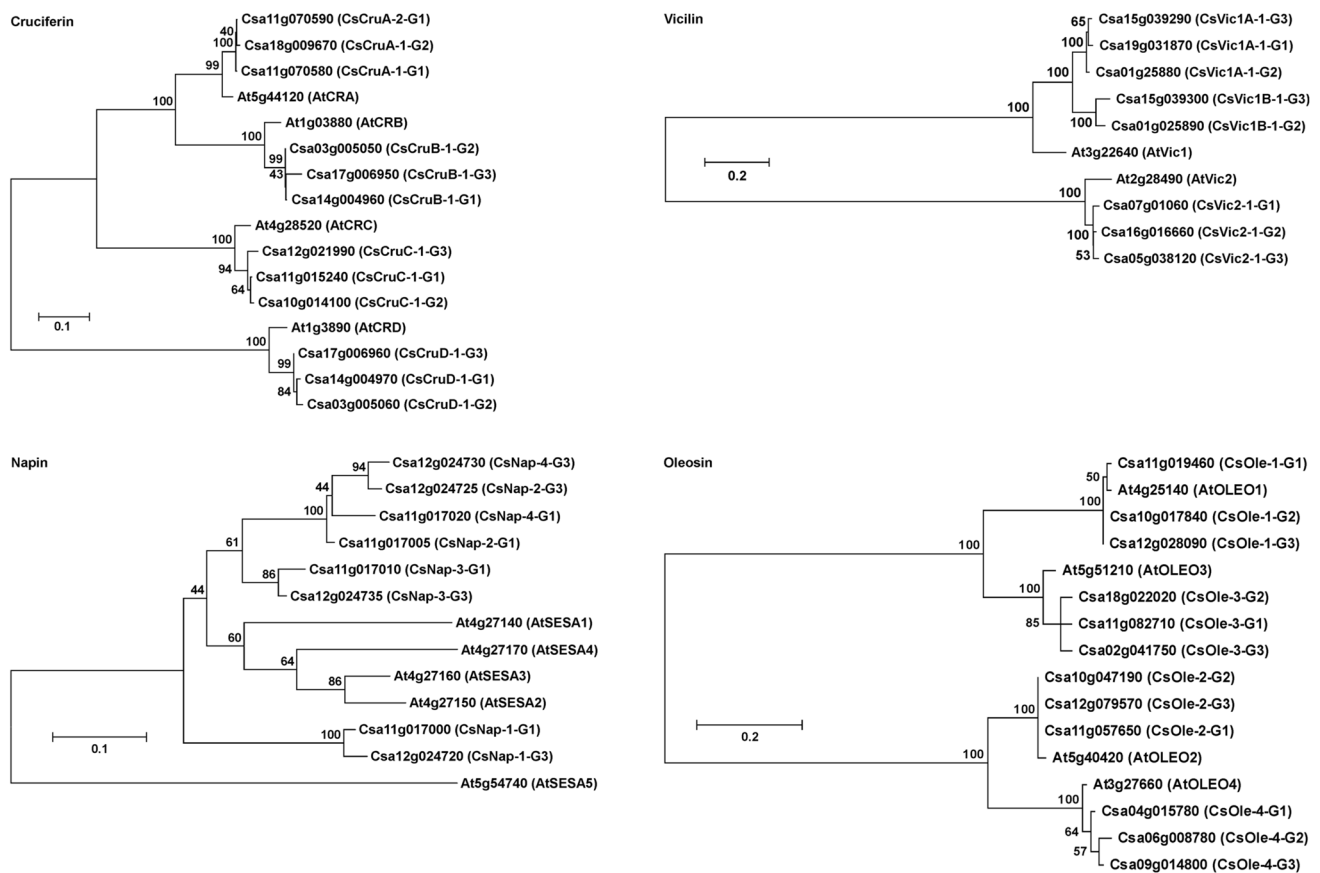 Cruciferin
40
Csa11g070590 (CsCruA-2-G1)
100
Csa18g009670 (CsCruA-1-G2)
99
Csa11g070580 (CsCruA-1-G1)
100
At5g44120 (AtCRA)
At1g03880 (AtCRB)
100
Csa03g005050 (CsCruB-1-G2)
99
43
Csa17g006950 (CsCruB-1-G3)
Csa14g004960 (CsCruB-1-G1)
At4g28520 (AtCRC)
100
Csa12g021990 (CsCruC-1-G3)
94
Csa11g015240 (CsCruC-1-G1)
64
Csa10g014100 (CsCruC-1-G2)
0.1
At1g3890 (AtCRD)
100
Csa17g006960 (CsCruD-1-G3)
99
Csa14g004970 (CsCruD-1-G1)
84
Csa03g005060 (CsCruD-1-G2)
Vicilin
65
Csa15g039290 (CsVic1A-1-G3)
100
Csa19g031870 (CsVic1A-1-G1)
100
Csa01g25880 (CsVic1A-1-G2)
Csa15g039300 (CsVic1B-1-G3)
100
100
Csa01g025890 (CsVic1B-1-G2)
At3g22640 (AtVic1)
0.2
At2g28490 (AtVic2)
100
Csa07g01060 (CsVic2-1-G1)
100
Csa16g016660 (CsVic2-1-G2)
53
Csa05g038120 (CsVic2-1-G3)
Napin
94
Csa12g024730 (CsNap-4-G3)
44
Csa12g024725 (CsNap-2-G3)
100
Csa11g017020 (CsNap-4-G1)
61
Csa11g017005 (CsNap-2-G1)
Csa11g017010 (CsNap-3-G1)
86
44
Csa12g024735 (CsNap-3-G3)
At4g27140 (AtSESA1)
60
At4g27170 (AtSESA4)
64
At4g27160 (AtSESA3)
86
At4g27150 (AtSESA2)
Csa11g017000 (CsNap-1-G1)
100
0.1
Csa12g024720 (CsNap-1-G3)
At5g54740 (AtSESA5)
Oleosin
Csa11g019460 (CsOle-1-G1)
50
At4g25140 (AtOLEO1)
100
Csa10g017840 (CsOle-1-G2)
100
Csa12g028090 (CsOle-1-G3)
At5g51210 (AtOLEO3)
100
Csa18g022020 (CsOle-3-G2)
85
Csa11g082710 (CsOle-3-G1)
Csa02g041750 (CsOle-3-G3)
Csa10g047190 (CsOle-2-G2)
100
Csa12g079570 (CsOle-2-G3)
0.2
Csa11g057650 (CsOle-2-G1)
100
At5g40420 (AtOLEO2)
At3g27660 (AtOLEO4)
100
Csa04g015780 (CsOle-4-G1)
64
Csa06g008780 (CsOle-4-G2)
57
Csa09g014800 (CsOle-4-G3)